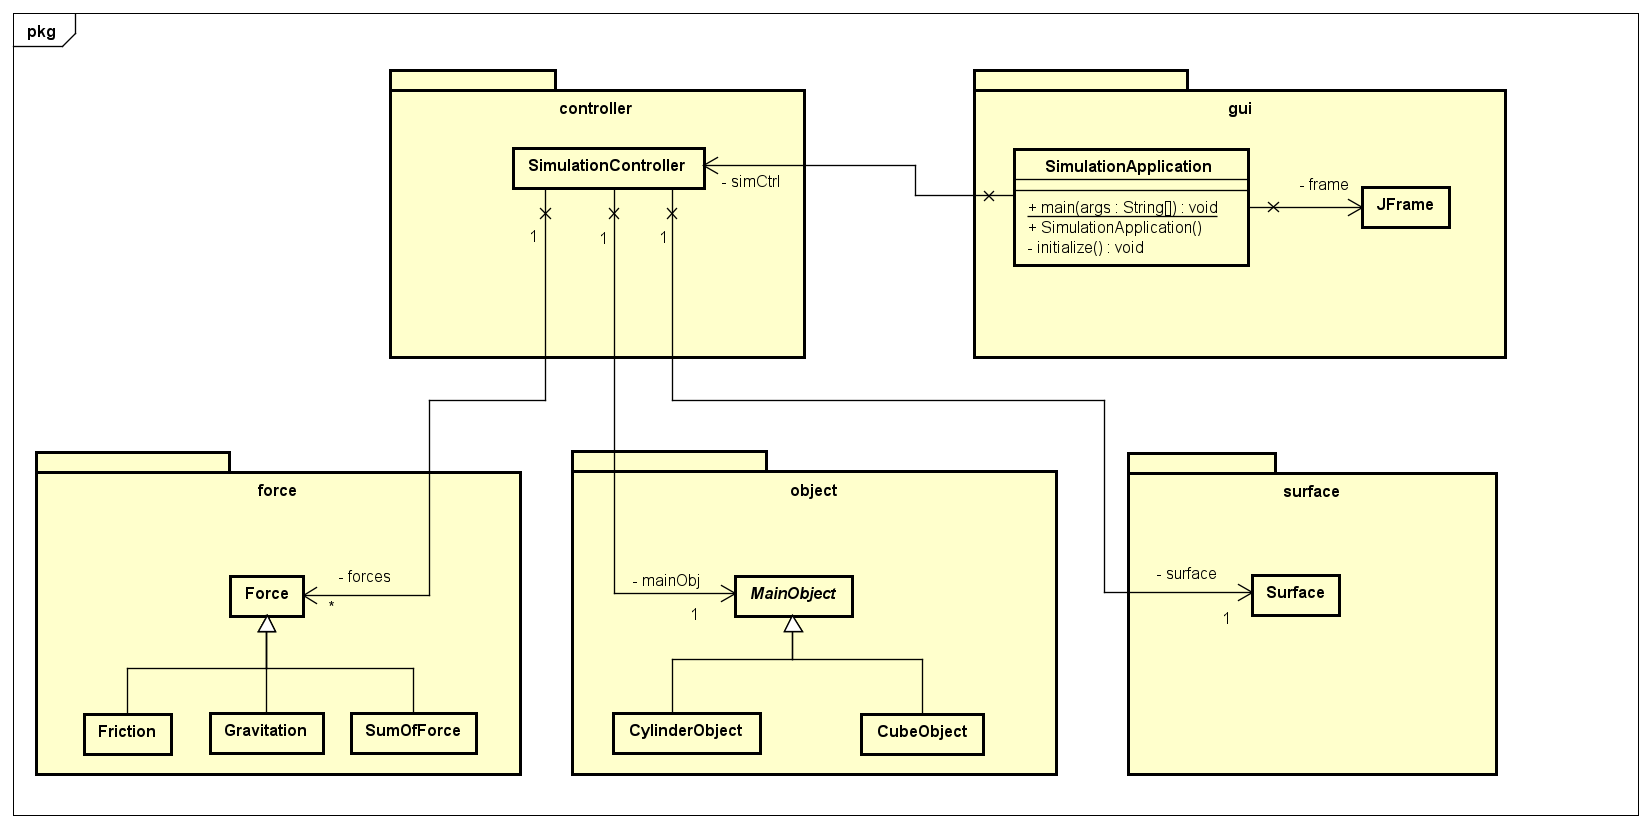 pkg
controller
SimulationController
- simCtrl
1
1
1
gui
SimulationApplication
+ main(args : String[]) : void
+ SimulationApplication()
- initialize() : void
- frame
JFrame
force
- forces
*
Force
Friction
Gravitation
SumOfForce
object
- mainObj
1
MainObject
CylinderObject
CubeObject
surface
- surface
1
Surface